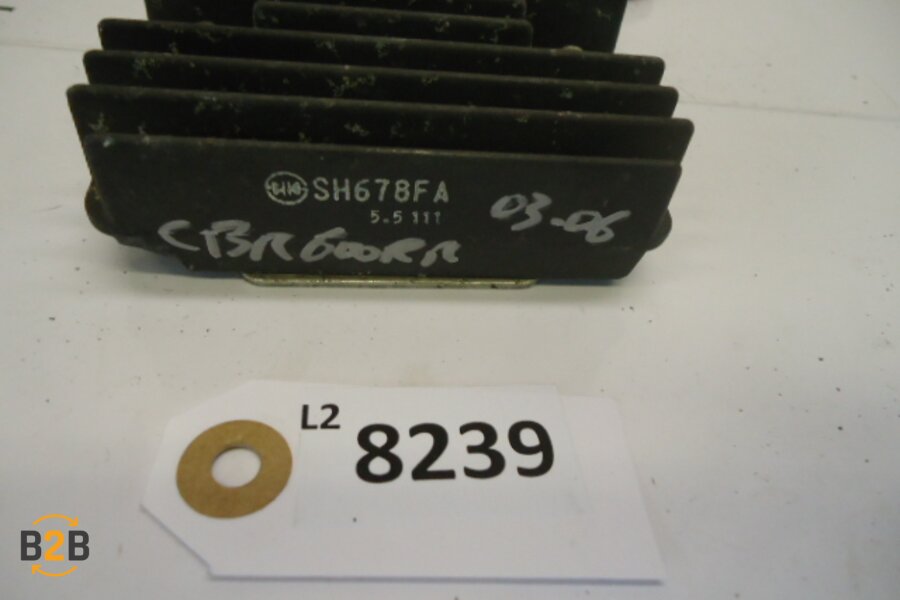 SH678FA
5.5 111
03-06
CBR600RR
L2
8239
B2B